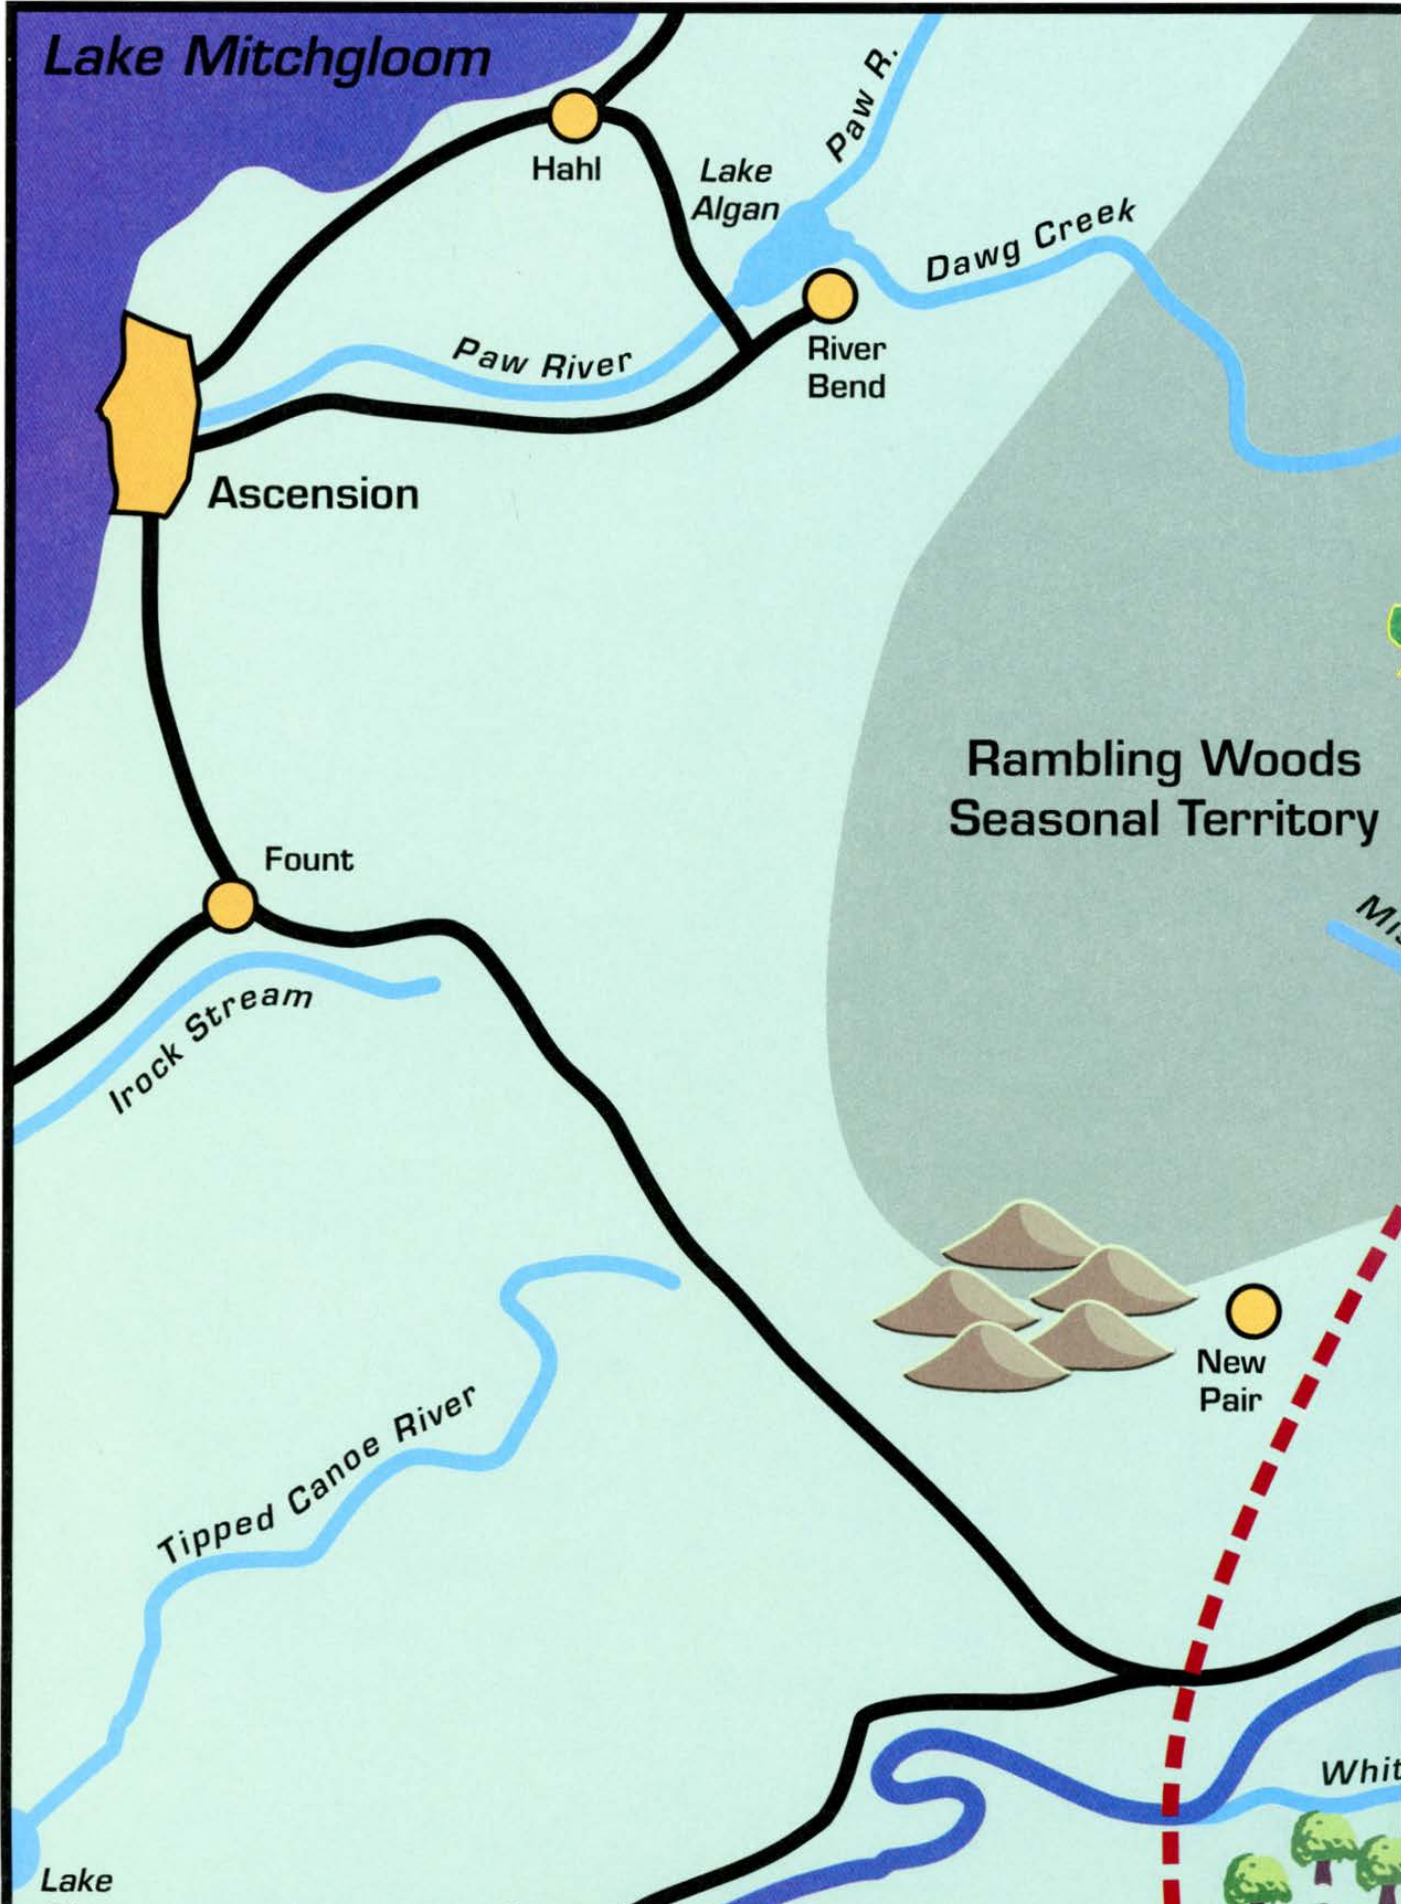 Lake Mitchgloom
Paw R.
Hahl
Lake
Algan
Dawg Creek
Paw River
River
Bend
Ascension
Rambling Woods
Seasonal Territory
Fount
Irock Stream
New
Pair
Tipped Canoe River
Lake